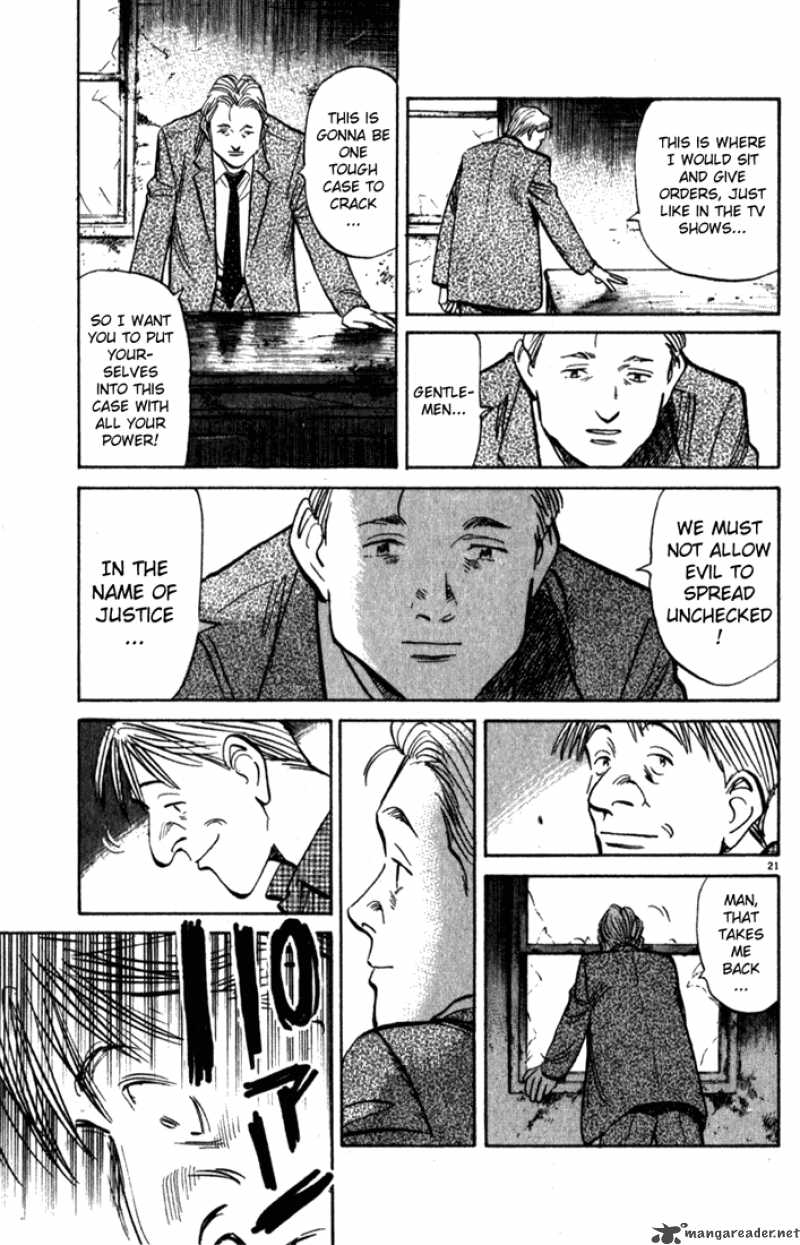 THIS IS WHERE
I WOULD SIT
AND GIVE
ORDERS, JUST
LIKE IN THE TV
SHOWS...
GENTLE-
MEN...
THIS IS
GONNA BE
ONE
TOUGH
CASE TO
CRACK
...
SO I WANT
YOU TO PUT
YOUR-
SELVES
INTO THIS
CASE WITH
ALL YOUR
POWER!
WE MUST
NOT ALLOW
EVIL TO
SPREAD
UNCHECKED
!
IN THE
NAME OF
JUSTICE
...
21
MAN,
THAT
TAKES
ME
BACK
...
mangareader.net